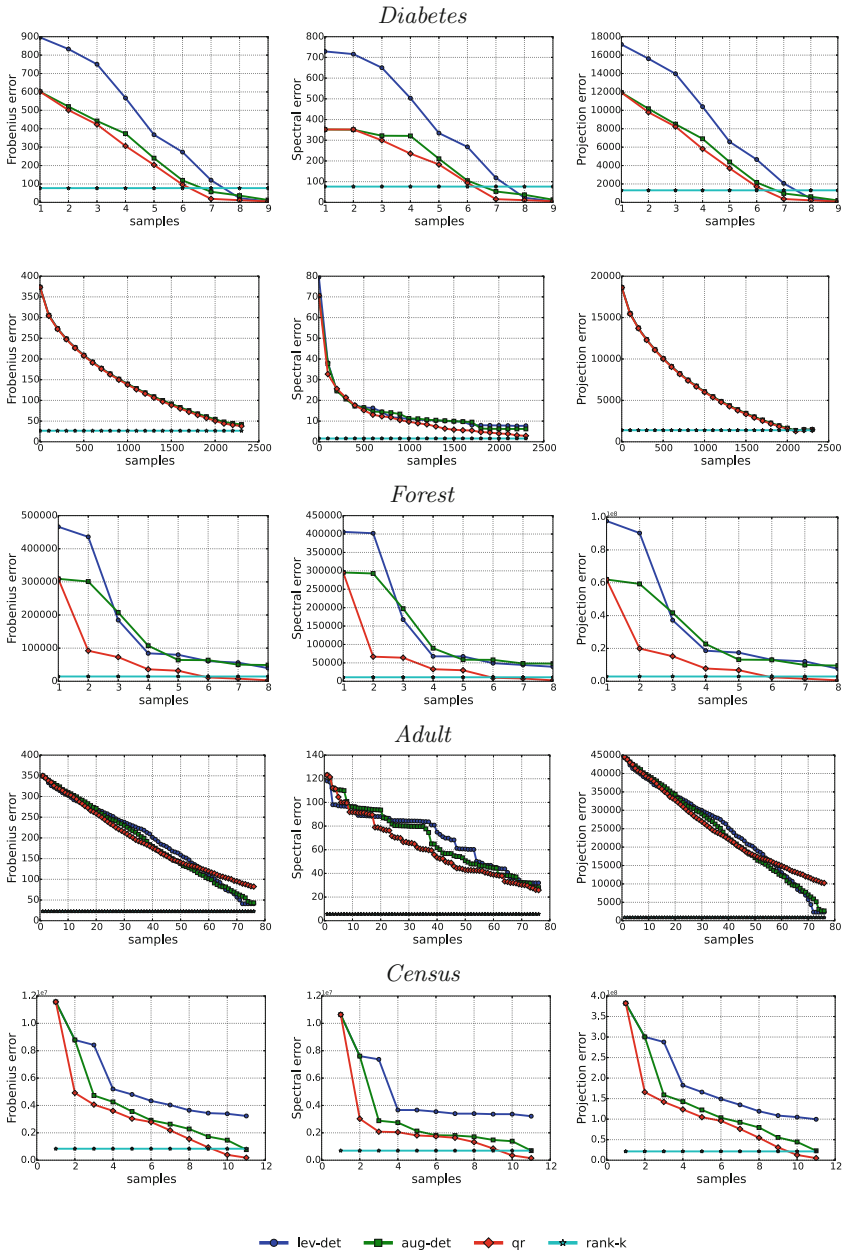 Diabetes
Frobenius error
900
800
700
600
500
400
300
200
100
0
1 2 3 4 5 6 7 8 9
samples
Spectral error
800
700
600
500
400
300
200
100
0
1 2 3 4 5 6 7 8 9
samples
Projection error
18000
16000
14000
12000
10000
8000
6000
4000
2000
0
1 2 3 4 5 6 7 8 9
samples
Frobenius error
400
350
300
250
200
150
100
50
0
0 500 1000 1500 2000 2500
samples
Spectral error
80
70
60
50
40
30
20
10
0
0 500 1000 1500 2000 2500
samples
Projection error
20000
15000
10000
5000
0
0 500 1000 1500 2000 2500
samples
Forest
Frobenius error
500000
400000
300000
200000
100000
0
1 2 3 4 5 6 7 8
samples
Spectral error
450000
400000
350000
300000
250000
200000
150000
100000
50000
0
1 2 3 4 5 6 7 8
samples
Projection error
1e8
1.0
0.8
0.6
0.4
0.2
0.0
1 2 3 4 5 6 7 8
samples
Adult
Frobenius error
400
350
300
250
200
150
100
50
0
0 10 20 30 40 50 60 70 80
samples
Spectral error
140
120
100
80
60
40
20
0
0 10 20 30 40 50 60 70 80
samples
Projection error
45000
40000
35000
30000
25000
20000
15000
10000
5000
0
0 10 20 30 40 50 60 70 80
samples
Census
Frobenius error
1e7
1.2
1.0
0.8
0.6
0.4
0.2
0.0
0 2 4 6 8 10 12
samples
Spectral error
1e7
1.2
1.0
0.8
0.6
0.4
0.2
0.0
0 2 4 6 8 10 12
samples
Projection error
1e8
4.0
3.5
3.0
2.5
2.0
1.5
1.0
0.5
0.0
0 2 4 6 8 10 12
samples
lev-det aug-det qr rank-k